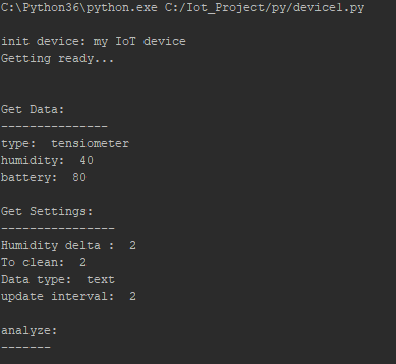 C:\Python36\python.exe C:/Iot_Project/py/device1.py
init device: my IoT device
Getting ready...
Get Data:
---------------
type:  tensiometer
humidity:  40
battery:  80
Get Settings:
----------------
Humidity delta :  2
To clean:  2
Data type:  text
update interval:  2
analyze:
-------